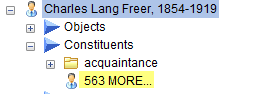 Charles Lang Freer, 1854-1919
Objects
Constituents
acquaintance
563 MORE...